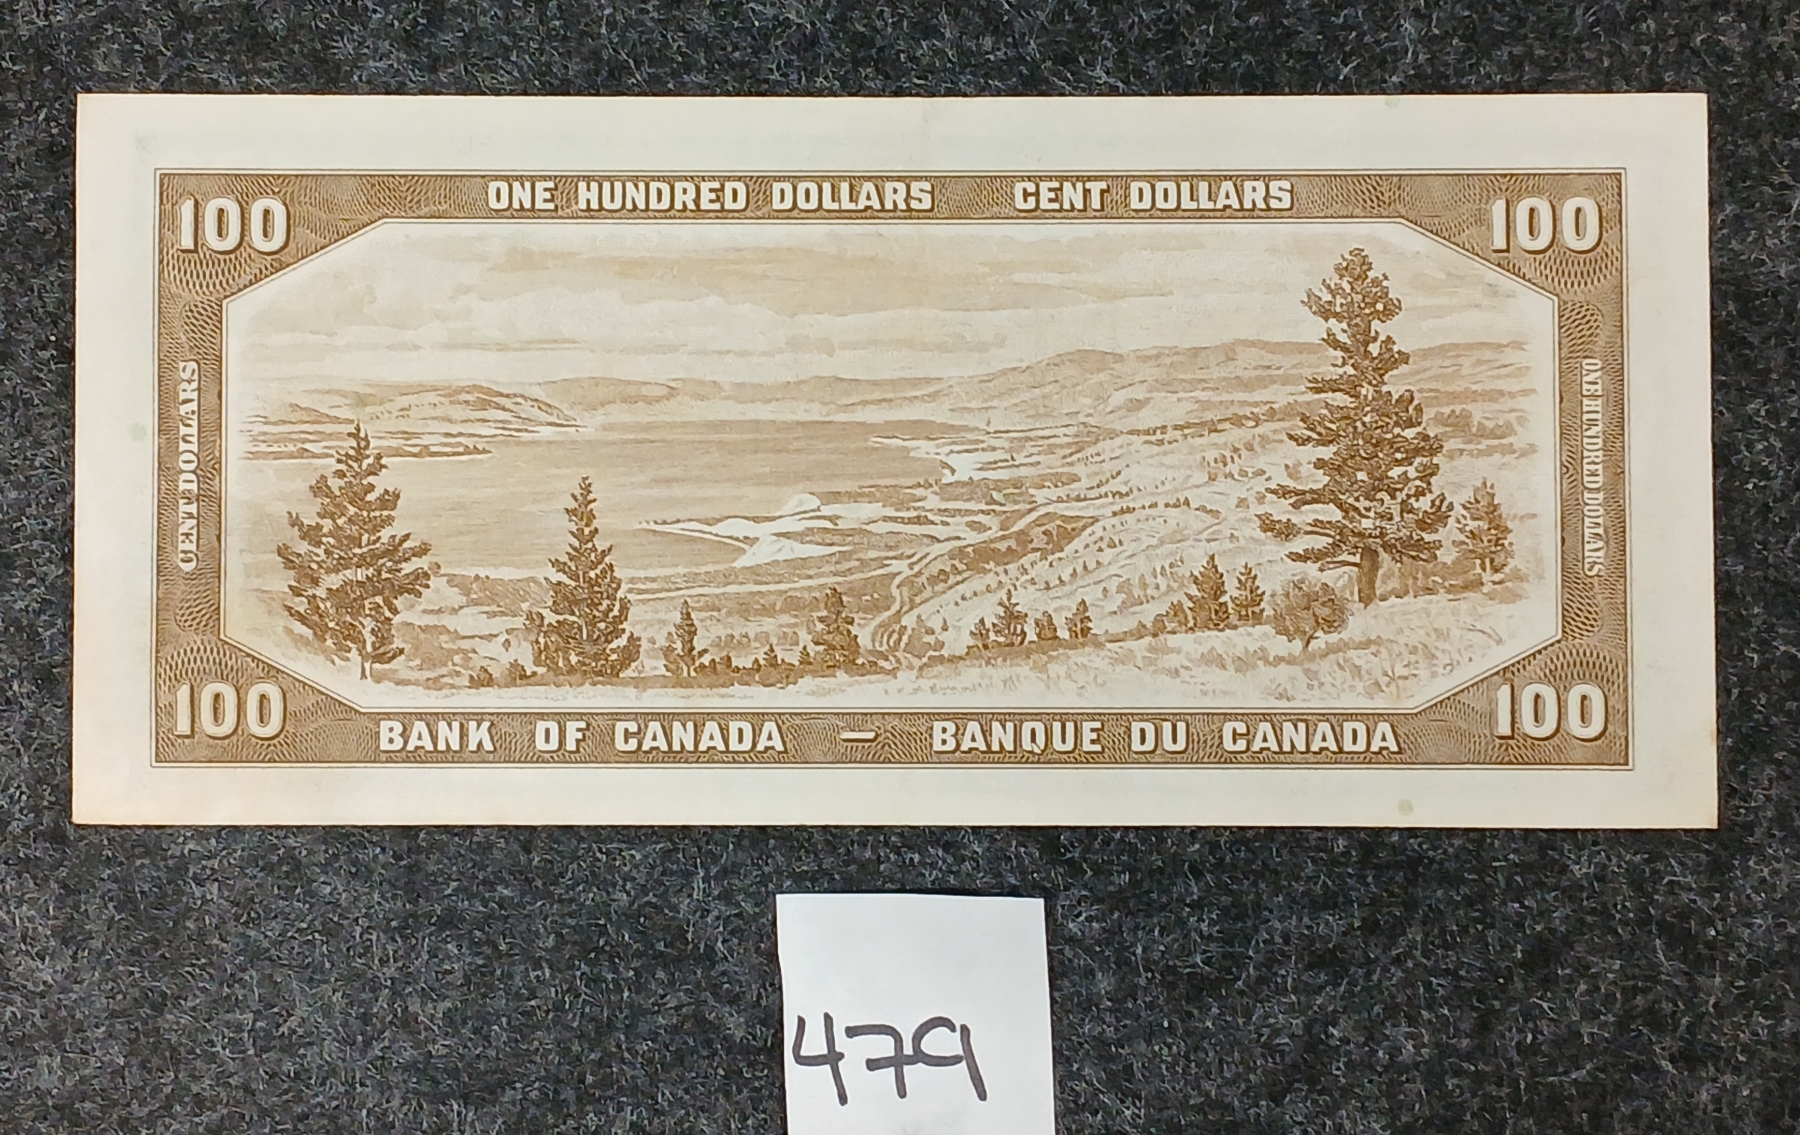 ONE HUNDRED DOLLARS CENT DOLLARS
100
100
CENT DOLLARS
ONE HUNDRED DOLLARS
100
100
BANK OF CANADA — BANQUE DU CANADA
479